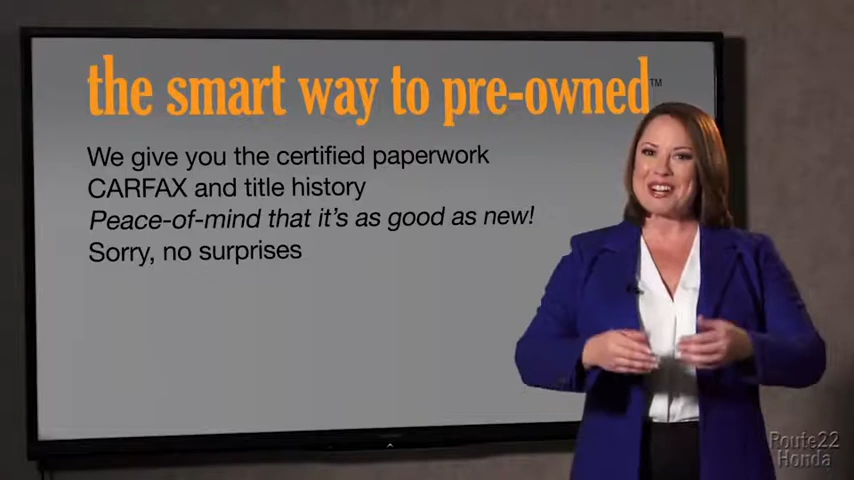 the smart way to pre-owned™
We give you the certified paperwork
CARFAX and title history
Peace-of-mind that it's as good as new!
Sorry, no surprises
Route22
Honda